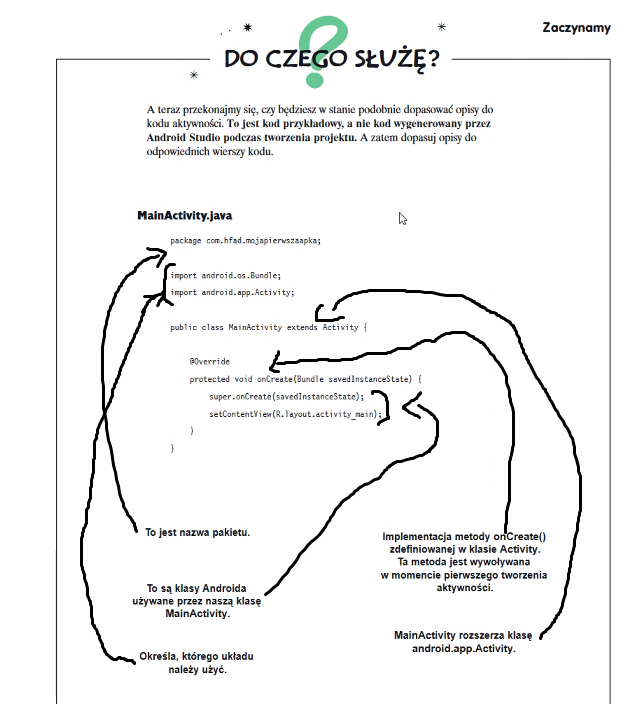 Zaczynamy
DO CZEGO SŁUŻĘ?
A teraz przekonajmy się, czy będziesz w stanie podobnie dopasować opisy do
kodu aktywności. To jest kod przykładowy, a nie kod wygenerowany przez
Android Studio podczas tworzenia projektu. A zatem dopasuj opisy do
odpowiednich wierszy kodu.
MainActivity.java
package com.hfad.mojapierwszaapka;
import android.os.Bundle;
import android.app.Activity;
public class MainActivity extends Activity {
@Override
protected void onCreate(Bundle savedInstanceState) {
super.onCreate(savedInstanceState);
setContentView(R.layout.activity_main);
}
}
To jest nazwa pakietu.
To są klasy Androida
używane przez naszą klasę
MainActivity.
Określa, którego układu
należy użyć.
Implementacja metody onCreate()
zdefiniowanej w klasie Activity.
Ta metoda jest wywoływana
w momencie pierwszego tworzenia
aktywności.
MainActivity rozszerza klasę
android.app.Activity.